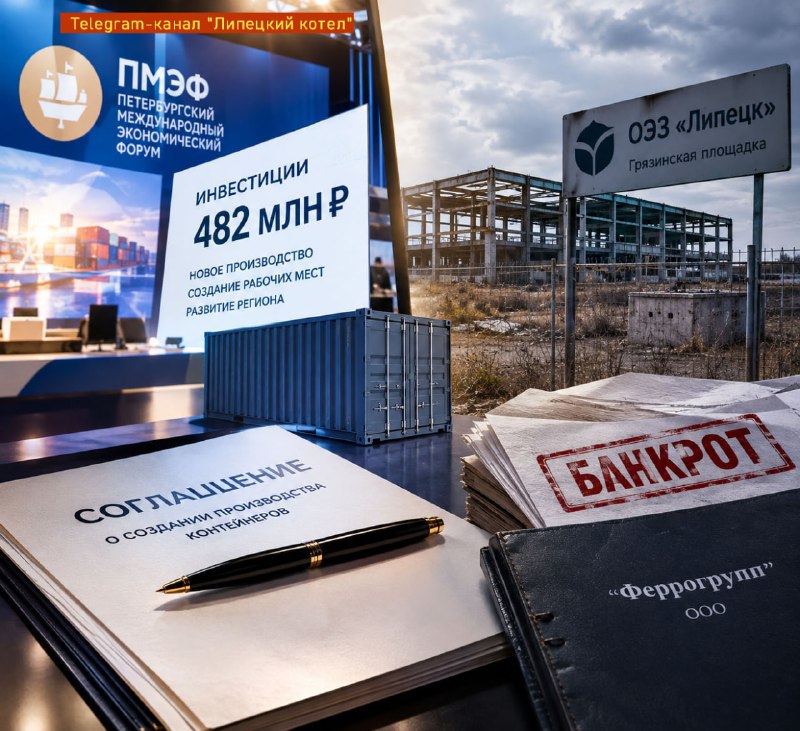 Telegram-канал "Липецкий котел"
ПМЭФ
ПЕТЕРБУРГСКИЙ
МЕЖДУНАРОДНЫЙ
ЭКОНОМИЧЕСКИЙ
ФОРУМ
ИНВЕСТИЦИИ
482 МЛН ₽
НОВОЕ ПРОИЗВОДСТВО
СОЗДАНИЕ РАБОЧИХ МЕСТ
РАЗВИТИЕ РЕГИОНА
ОЭЗ «Липецк»
Грязинская площадка
СОГЛАШЕНИЕ
О СОЗДАНИИ ПРОИЗВОДСТВА
КОНТЕЙНЕРОВ
БАНКРОТ
“Феррогрупп”
ООО